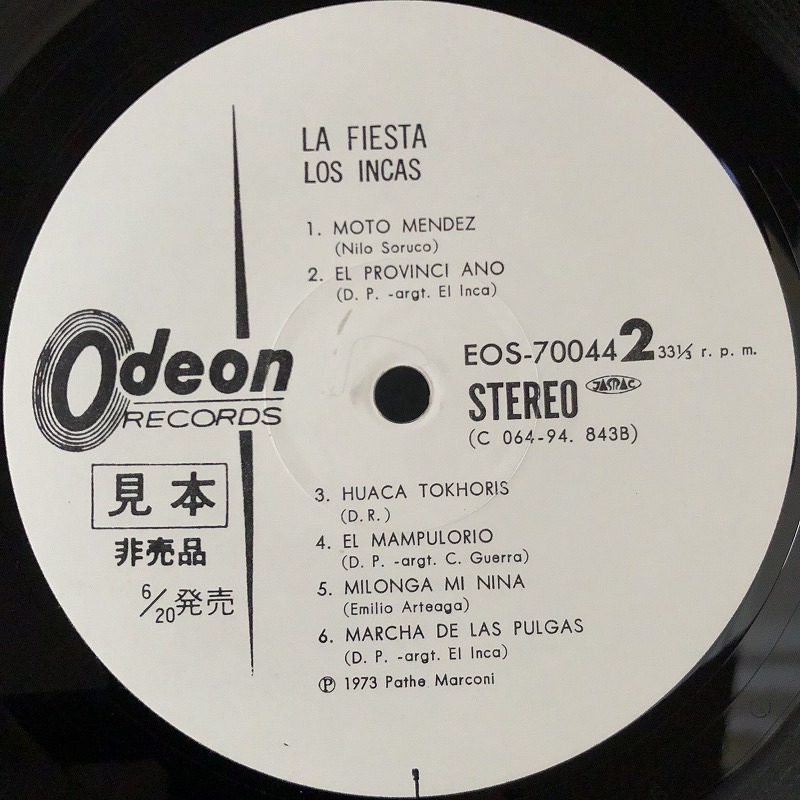 LA FIESTA
LOS INCAS
1. MOTO MENDEZ
(Nilo Soruco)
2. EL PROVINCI ANO
(D. P. -argt. El Inca)
Odeon
RECORDS
EOS-70044 2 33⅓ r. p. m.
STEREO JASRAC
(C 064-94. 843B)
見本
非売品
6/20発売
3. HUACA TOKHORIS
(D.R.)
4. EL MAMPULORIO
(D. P. -argt. C. Guerra)
5. MILONGA MI NINA
(Emilio Arteaga)
6. MARCHA DE LAS PULGAS
(D. P. -argt. El Inca)
Ⓟ 1973 Pathe Marconi